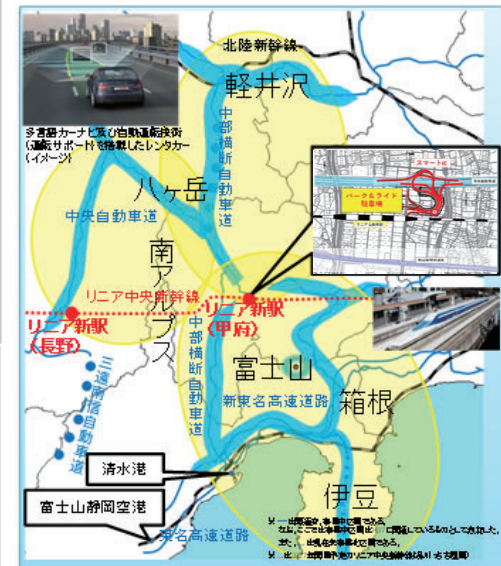 北陸新幹線
軽井沢
多言語カーナビ及び自動運転技術
(運転サポート)を搭載したレンタカー
(イメージ)
中部横断自動車道
スマートIC
パーク&ライド
駐車場
八ヶ岳
中央自動車道
南アルプス
リニア中央新幹線
リニア新駅
(長野)
リニア新駅
(甲府)
中部横断自動車道
富士山
三遠南信自動車道
新東名高速道路
箱根
清水港
富士山静岡空港
伊豆
東名高速道路